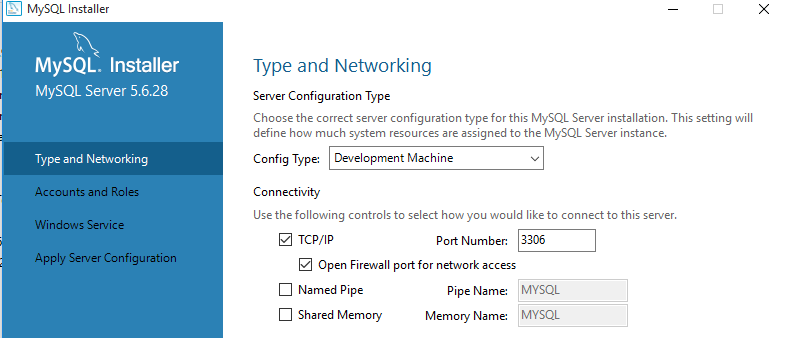 MySQL Installer
MySQL. Installer
MySQL Server 5.6.28
Type and Networking
Accounts and Roles
Windows Service
Apply Server Configuration
Type and Networking
Server Configuration Type
Choose the correct server configuration type for this MySQL Server installation. This setting will
define how much system resources are assigned to the MySQL Server instance.
Config Type: Development Machine
Connectivity
Use the following controls to select how you would like to connect to this server.
TCP/IP Port Number: 3306
Open Firewall port for network access
Named Pipe Pipe Name: MYSQL
Shared Memory Memory Name: MYSQL